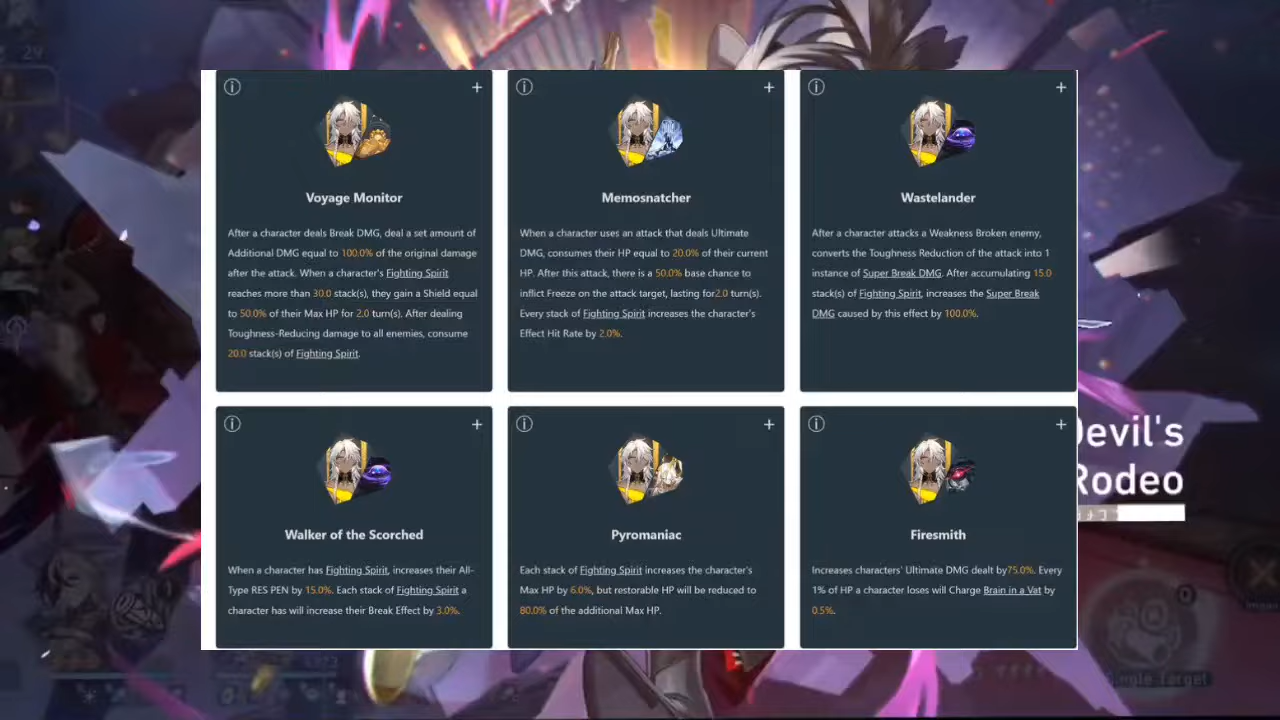 Voyage Monitor
After a character deals Break DMG, deal a set amount of
Additional DMG equal to 100.0% of the original damage
after the attack. When a character's Fighting Spirit
reaches more than 30.0 stack(s), they gain a Shield equal
to 50.0% of their Max HP for 2.0 turn(s). After dealing
Toughness-Reducing damage to all enemies, consume
20.0 stack(s) of Fighting Spirit.
Memosnatcher
When a character uses an attack that deals Ultimate
DMG, consumes their HP equal to 20.0% of their current
HP. After this attack, there is a 50.0% base chance to
inflict Freeze on the attack target, lasting for2.0 turn(s).
Every stack of Fighting Spirit increases the character's
Effect Hit Rate by 2.0%.
Wastelander
After a character attacks a Weakness Broken enemy,
converts the Toughness Reduction of the attack into 1
instance of Super Break DMG. After accumulating 15.0
stack(s) of Fighting Spirit, increases the Super Break
DMG caused by this effect by 100.0%.
Walker of the Scorched
When a character has Fighting Spirit, increases their All-
Type RES PEN by 15.0%. Each stack of Fighting Spirit a
character has will increase their Break Effect by 3.0%.
Pyromaniac
Each stack of Fighting Spirit increases the character's
Max HP by 6.0%, but restorable HP will be reduced to
80.0% of the additional Max HP.
Firesmith
Increases characters' Ultimate DMG dealt by75.0%. Every
1% of HP a character loses will Charge Brain in a Vat by
0.5%.
Devil's
Rodeo
Single Target